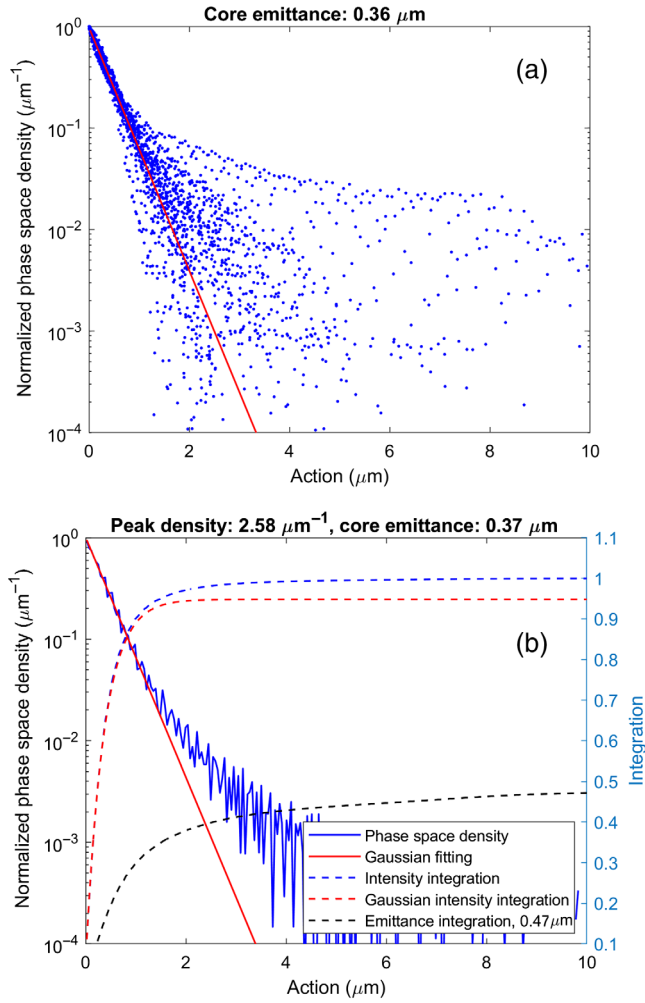 Core emittance: 0.36 μm
(a)
Normalized phase space density (μm⁻¹)
10⁰
10⁻¹
10⁻²
10⁻³
10⁻⁴
0 2 4 6 8 10
Action (μm)
Peak density: 2.58 μm⁻¹, core emittance: 0.37 μm
(b)
Normalized phase space density (μm⁻¹)
10⁰
10⁻¹
10⁻²
10⁻³
10⁻⁴
1.1
1
0.9
0.8
0.7
0.6
0.5
0.4
0.3
0.2
0.1
Integration
Phase space density
Gaussian fitting
Intensity integration
Gaussian intensity integration
Emittance integration, 0.47μm
0 2 4 6 8 10
Action (μm)